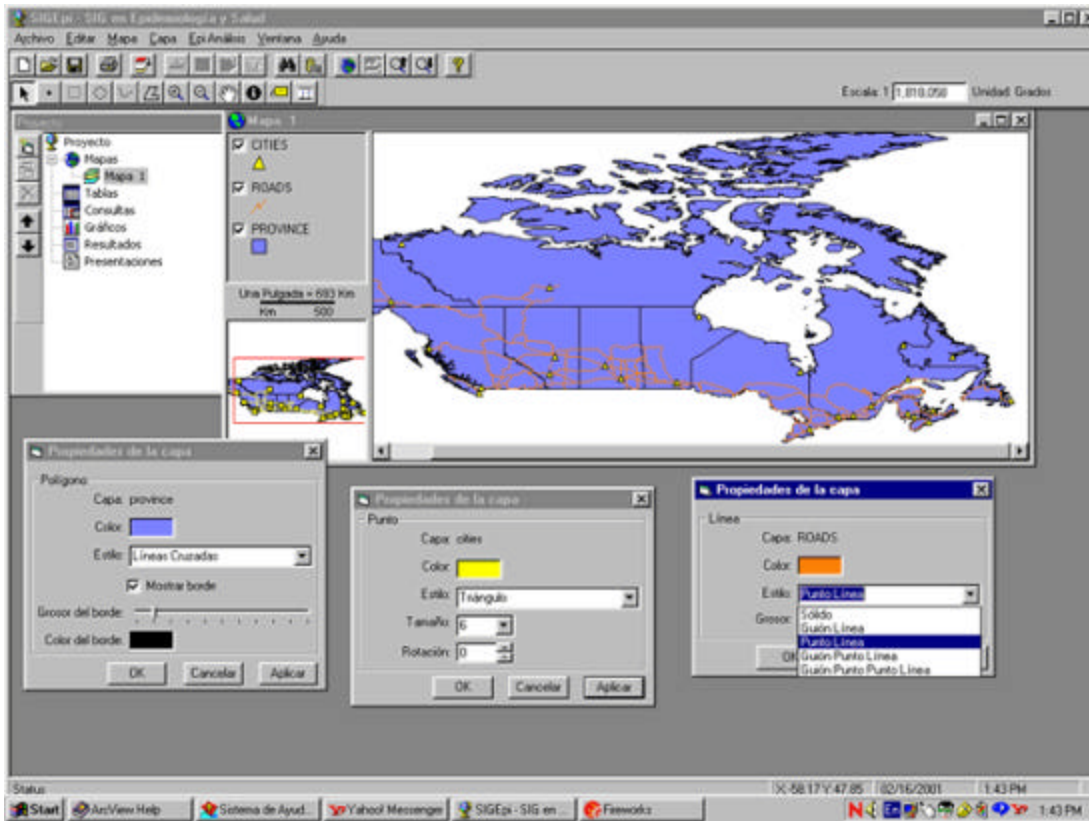 SIGEpi - SIG en Epidemiología y Salud
Archivo Editar Mapa Capa EpiAnálisis Ventana Ayuda
Escala: 1 1,818,058 Unidad: Grados
Proyecto
Proyecto
Mapas
Mapa 1
Tablas
Consultas
Gráficos
Resultados
Presentaciones
Mapa 1
CITIES
ROADS
PROVINCE
Una Pulgada = 693 Km
Km 500
Propiedades de la capa
Polígono
Capa: province
Color:
Estilo: Líneas Cruzadas
Mostrar borde
Grosor del borde:
Color del borde:
OK Cancelar Aplicar
Propiedades de la capa
Punto
Capa: cities
Color:
Estilo: Triángulo
Tamaño: 6
Rotación: 0
OK Cancelar Aplicar
Propiedades de la capa
Línea
Capa: ROADS
Color:
Estilo: Punto Línea
Grosor:
Sólido
Guión Línea
Punto Línea
Guión Punto Línea
Guión Punto Punto Línea
Status
X:-58.17 Y:47.85 02/16/2001 1:43 PM
Start ArcView Help Sistema de Ayud... Yahoo! Messenger SIGEpi - SIG en ... Fireworks
En 1:43 PM